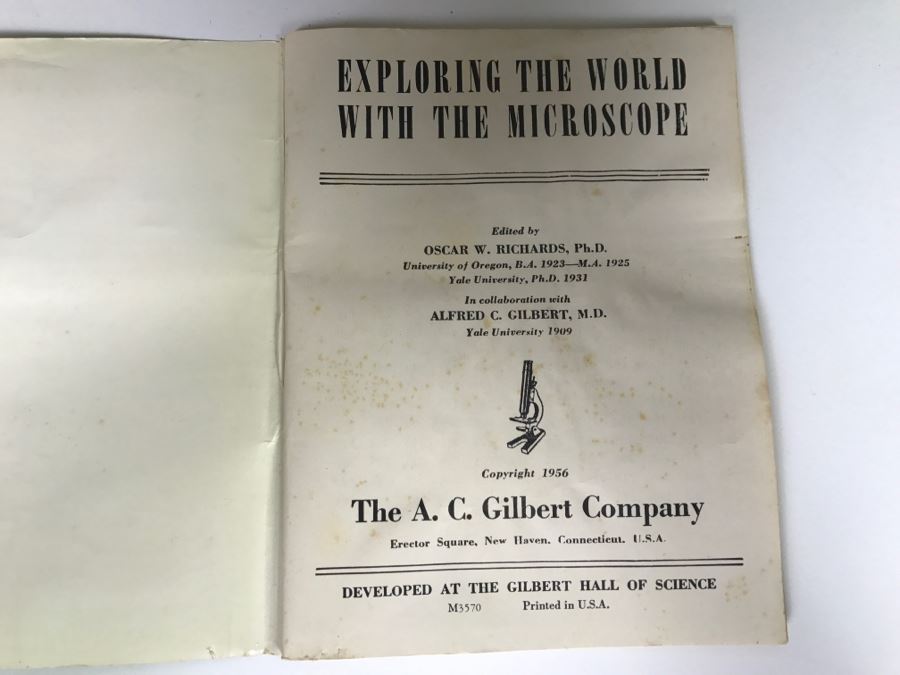 EXPLORING THE WORLD
WITH THE MICROSCOPE
Edited by
OSCAR W. RICHARDS, Ph.D.
University of Oregon, B.A. 1923—M.A. 1925
Yale University, Ph.D. 1931
In collaboration with
ALFRED C. GILBERT, M.D.
Yale University 1909
Copyright 1956
The A. C. Gilbert Company
Erector Square, New Haven, Connecticut, U.S.A.
DEVELOPED AT THE GILBERT HALL OF SCIENCE
M3570 Printed in U.S.A.